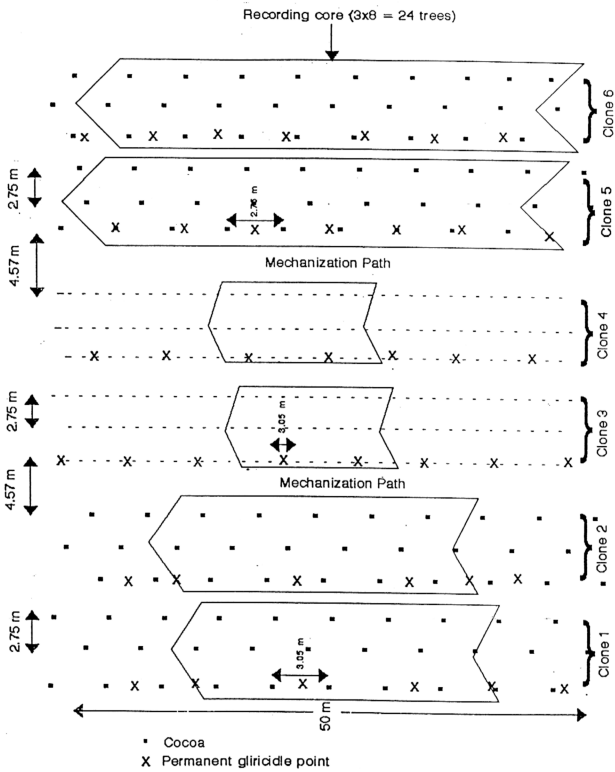 Recording core (3x8 = 24 trees)
Clone 6
2.75 m
2.75 m
Clone 5
4.57 m
Mechanization Path
Clone 4
2.75 m
3.05 m
Clone 3
4.57 m
Mechanization Path
Clone 2
2.75 m
3.05 m
Clone 1
50 m
Cocoa
X Permanent gliricidle point